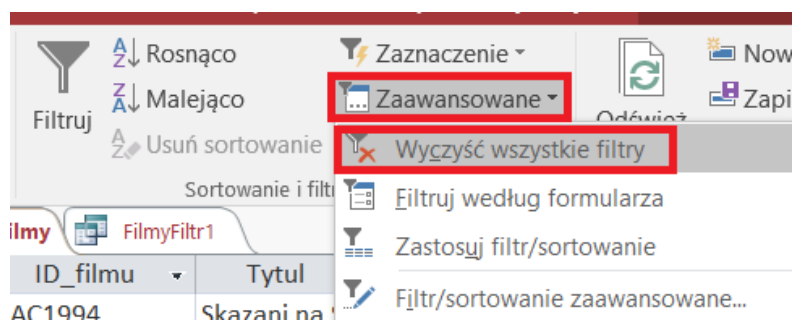 Filtruj
Rosnąco
Malejąco
Usuń sortowanie
Zaznaczenie
Zaawansowane
Odśwież
Now
Zapi
Sortowanie i filt
Wyczyść wszystkie filtry
Filtruj według formularza
Zastosuj filtr/sortowanie
Filtr/sortowanie zaawansowane...
ilmy FilmyFiltr1
ID_filmu Tytul
AC1994 Skazani na